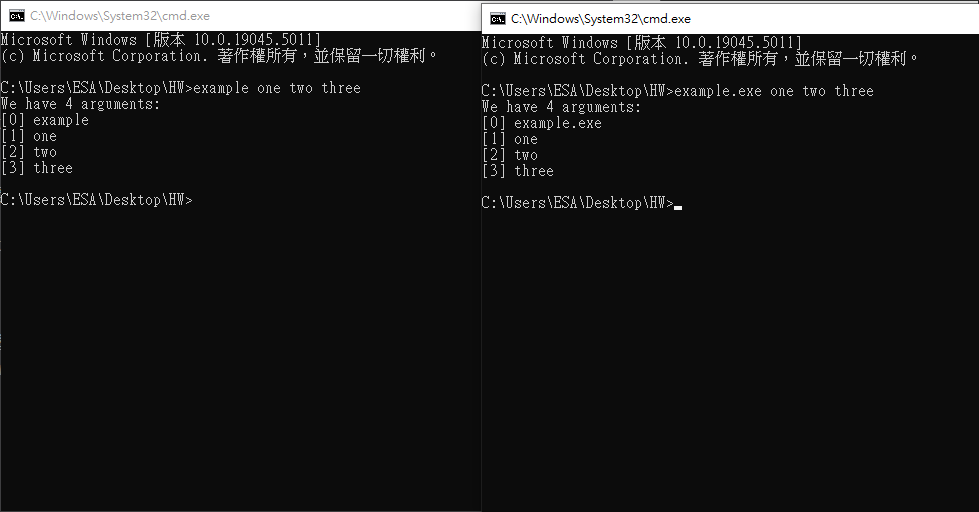 C:\Windows\System32\cmd.exe
Microsoft Windows [版本 10.0.19045.5011]
(c) Microsoft Corporation. 著作權所有，並保留一切權利。
C:\Users\ESA\Desktop\HW>example one two three
We have 4 arguments:
[0] example
[1] one
[2] two
[3] three
C:\Users\ESA\Desktop\HW>
C:\Windows\System32\cmd.exe
Microsoft Windows [版本 10.0.19045.5011]
(c) Microsoft Corporation. 著作權所有，並保留一切權利。
C:\Users\ESA\Desktop\HW>example.exe one two three
We have 4 arguments:
[0] example.exe
[1] one
[2] two
[3] three
C:\Users\ESA\Desktop\HW>